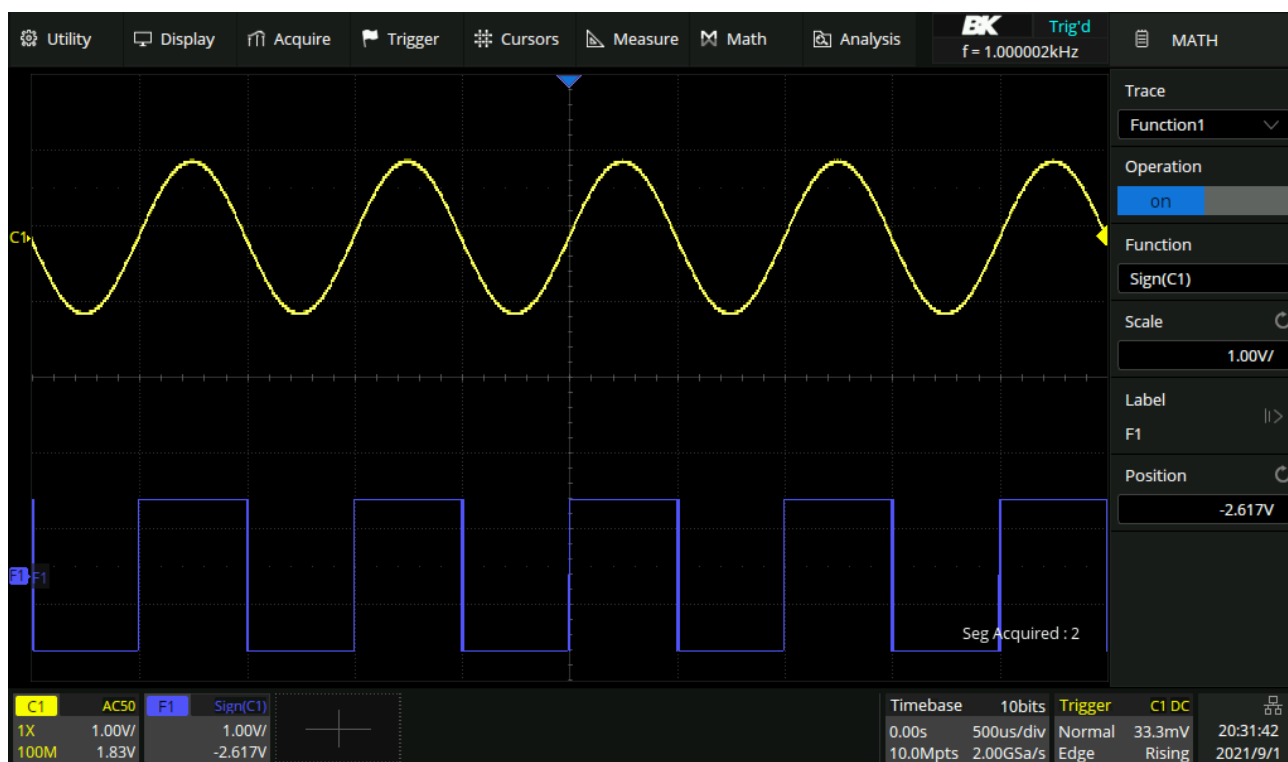 Utility Display Acquire Trigger Cursors Measure Math Analysis BK Trig'd MATH
f = 1.000002kHz
Trace
Function1
Operation
on
Function
C1
Sign(C1)
Scale
1.00V/
Label
F1
Position
-2.617V
F1 F1
Seg Acquired : 2
C1 AC50 F1 Sign(C1) Timebase 10bits Trigger C1 DC
1X 1.00V/ 1.00V/ 0.00s 500us/div Normal 33.3mV 20:31:42
100M 1.83V -2.617V 10.0Mpts 2.00GSa/s Edge Rising 2021/9/1